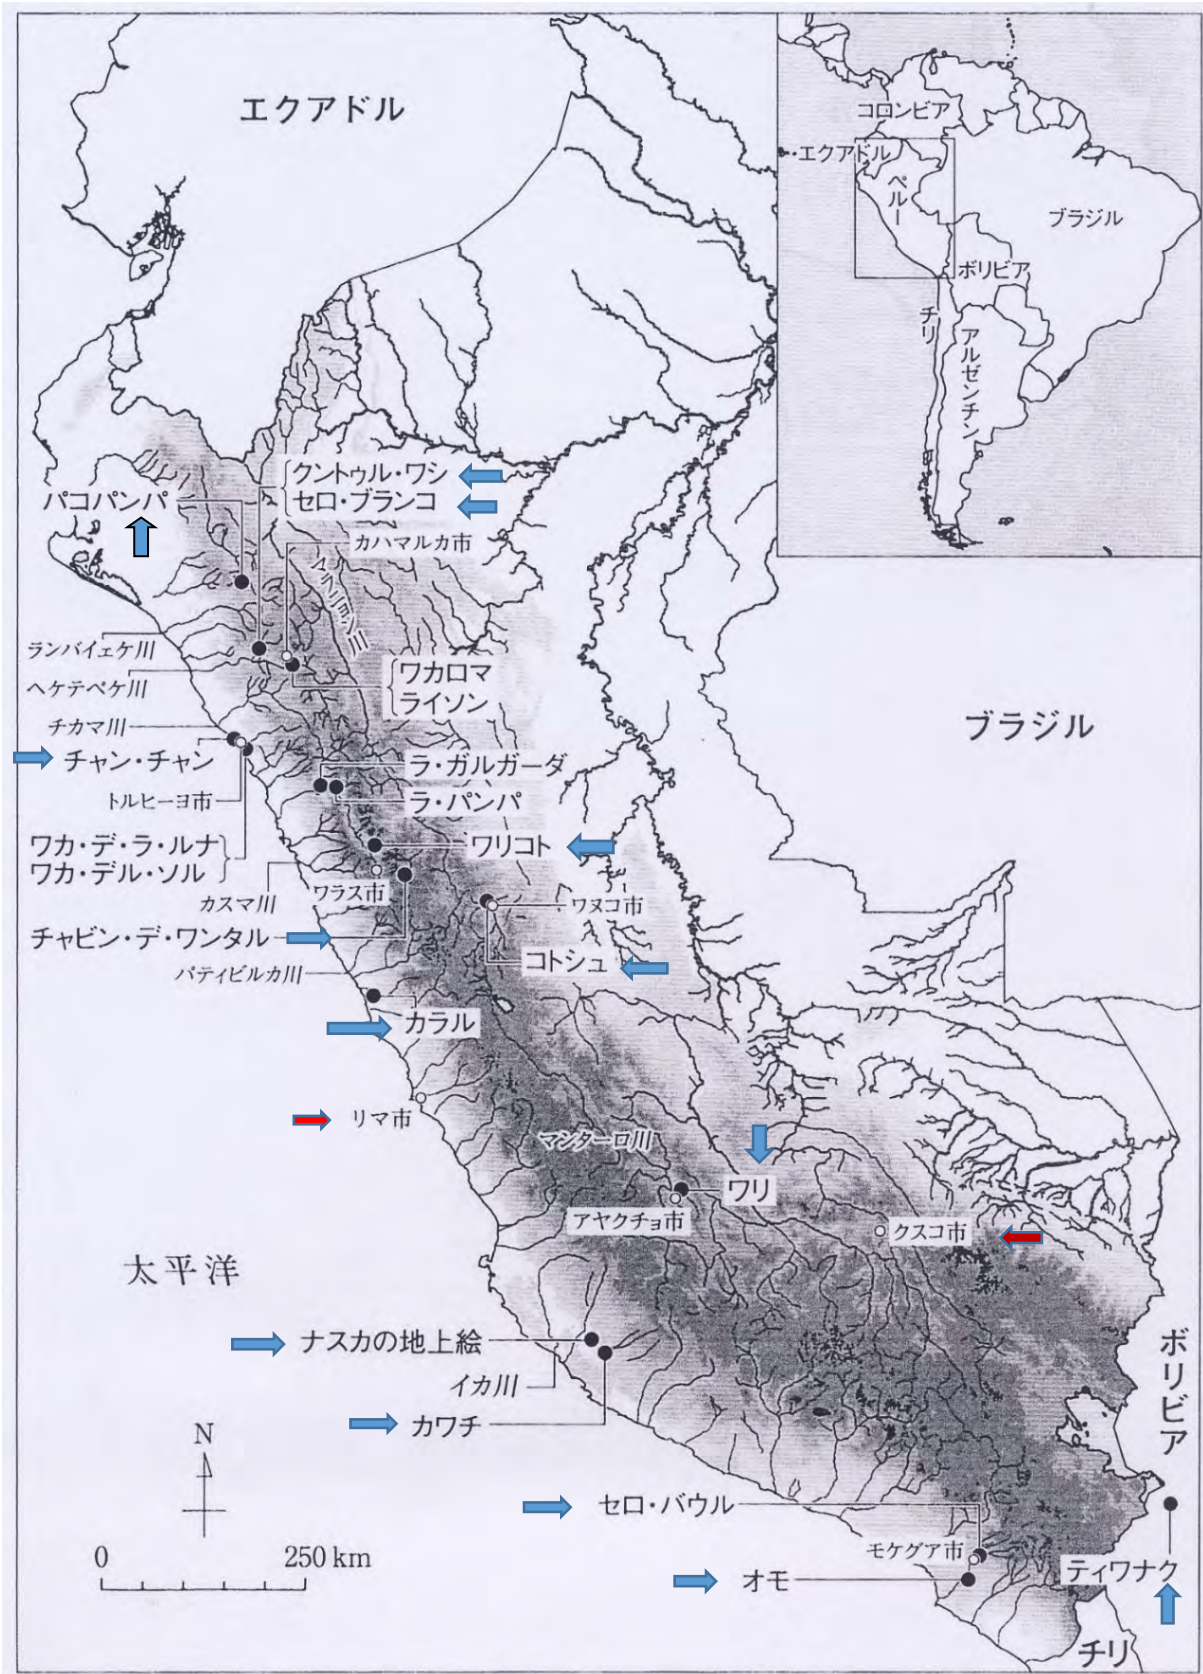 エクアドル
コロンビア
エクアドル
ペルー
ブラジル
ボリビア
チリ
アルゼンチン
クントゥル・ワシ
セロ・ブランコ
パコパンパ
カハマルカ市
マラニョン川
ランバイェケ川
ヘケテペケ川
ワカロマ
ライソン
チカマ川
チャン・チャン
トルヒーヨ市
ラ・ガルガーダ
ラ・パンパ
ワカ・デ・ラ・ルナ
ワカ・デル・ソル
ワリコト
カスマ川
ワラス市
ワヌコ市
チャビン・デ・ワンタル
コトシュ
パティビルカ川
カラル
リマ市
マンターロ川
ワリ
アヤクチョ市
クスコ市
ブラジル
太平洋
ナスカの地上絵
イカ川
カワチ
ボリビア
セロ・バウル
モケグア市
オモ
ティワナク
チリ
N
0 250 km